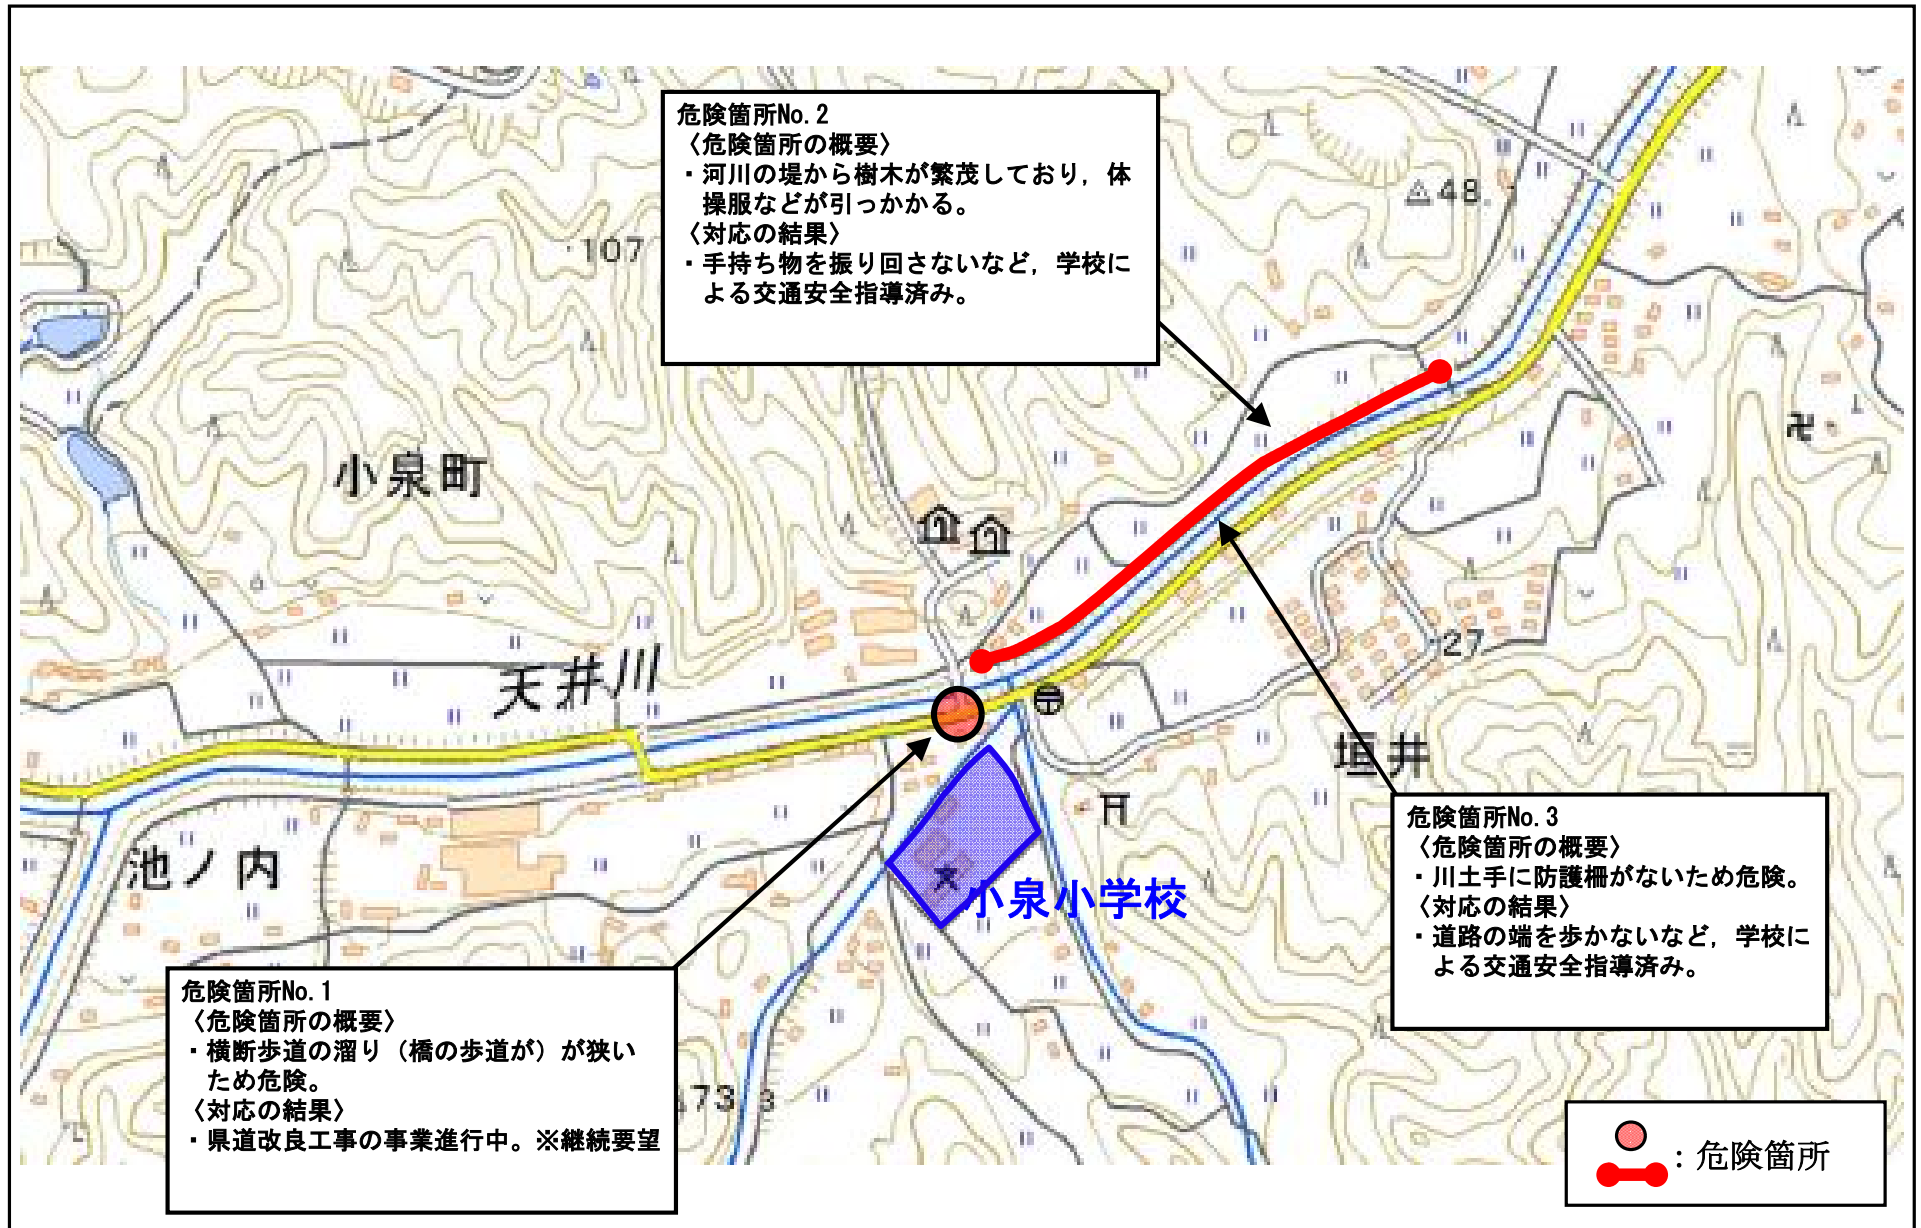 危険箇所No.2
〈危険箇所の概要〉
・河川の堤から樹木が繁茂しており，体
操服などが引っかかる。
〈対応の結果〉
・手持ち物を振り回さないなど，学校に
よる交通安全指導済み。
107
48.
小泉町
天井川
27
垣井
池ノ内
小泉小学校
危険箇所No.3
〈危険箇所の概要〉
・川土手に防護柵がないため危険。
〈対応の結果〉
・道路の端を歩かないなど，学校に
よる交通安全指導済み。
危険箇所No.1
〈危険箇所の概要〉
・横断歩道の溜り（橋の歩道が）が狭い
ため危険。
〈対応の結果〉
・県道改良工事の事業進行中。※継続要望
73.3
：危険箇所